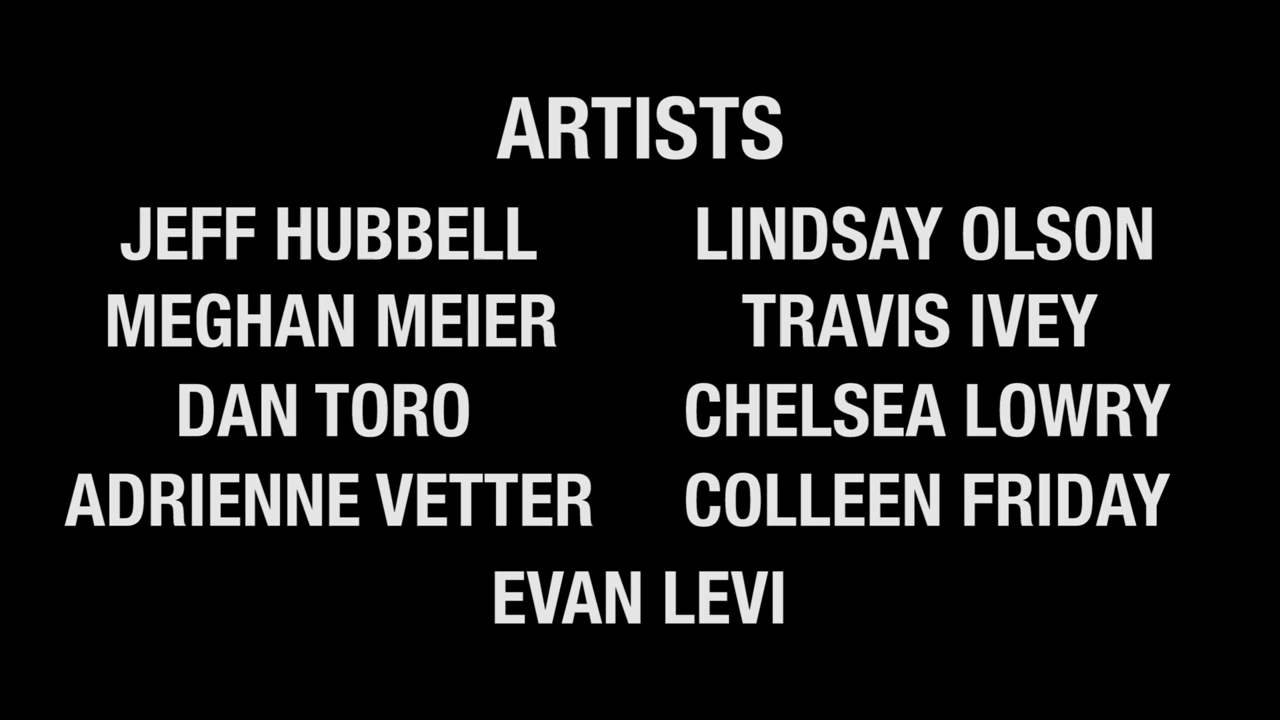 ARTISTS
JEFF HUBBELL LINDSAY OLSON
MEGHAN MEIER TRAVIS IVEY
DAN TORO CHELSEA LOWRY
ADRIENNE VETTER COLLEEN FRIDAY
EVAN LEVI